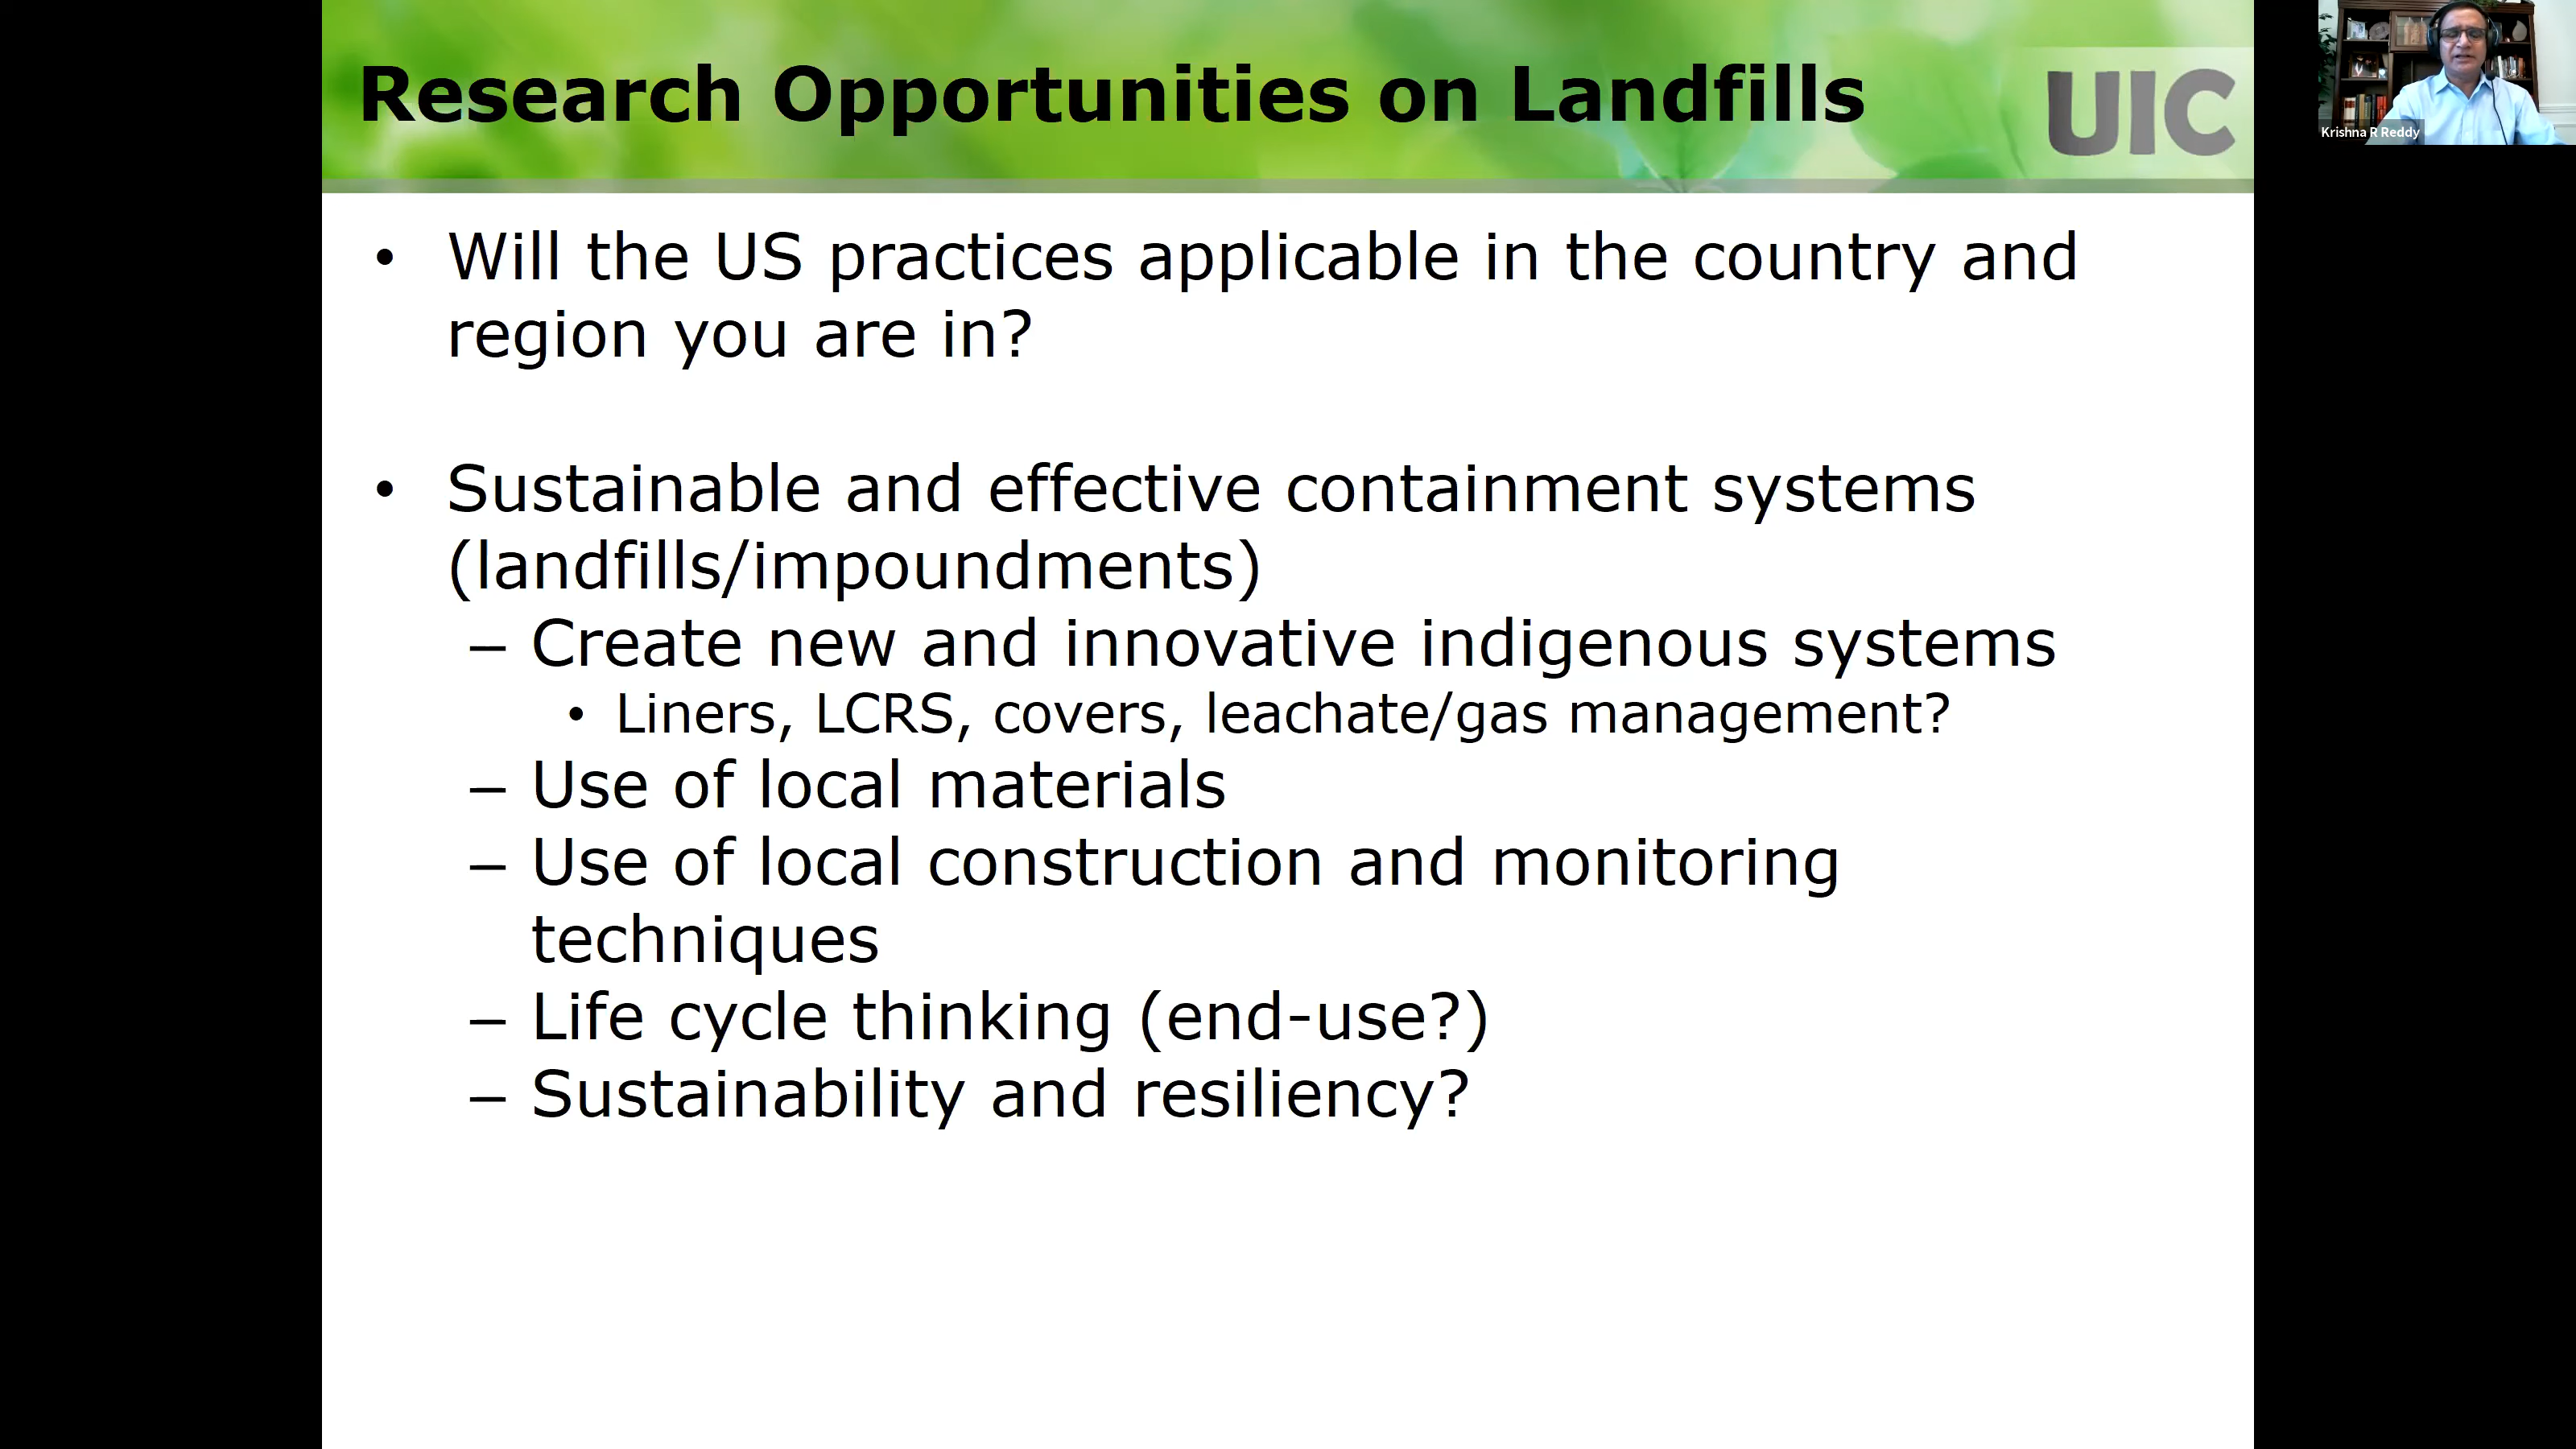 Research Opportunities on Landfills
UIC
Krishna R Reddy
• Will the US practices applicable in the country and
region you are in?
• Sustainable and effective containment systems
(landfills/impoundments)
– Create new and innovative indigenous systems
• Liners, LCRS, covers, leachate/gas management?
– Use of local materials
– Use of local construction and monitoring
techniques
– Life cycle thinking (end-use?)
– Sustainability and resiliency?